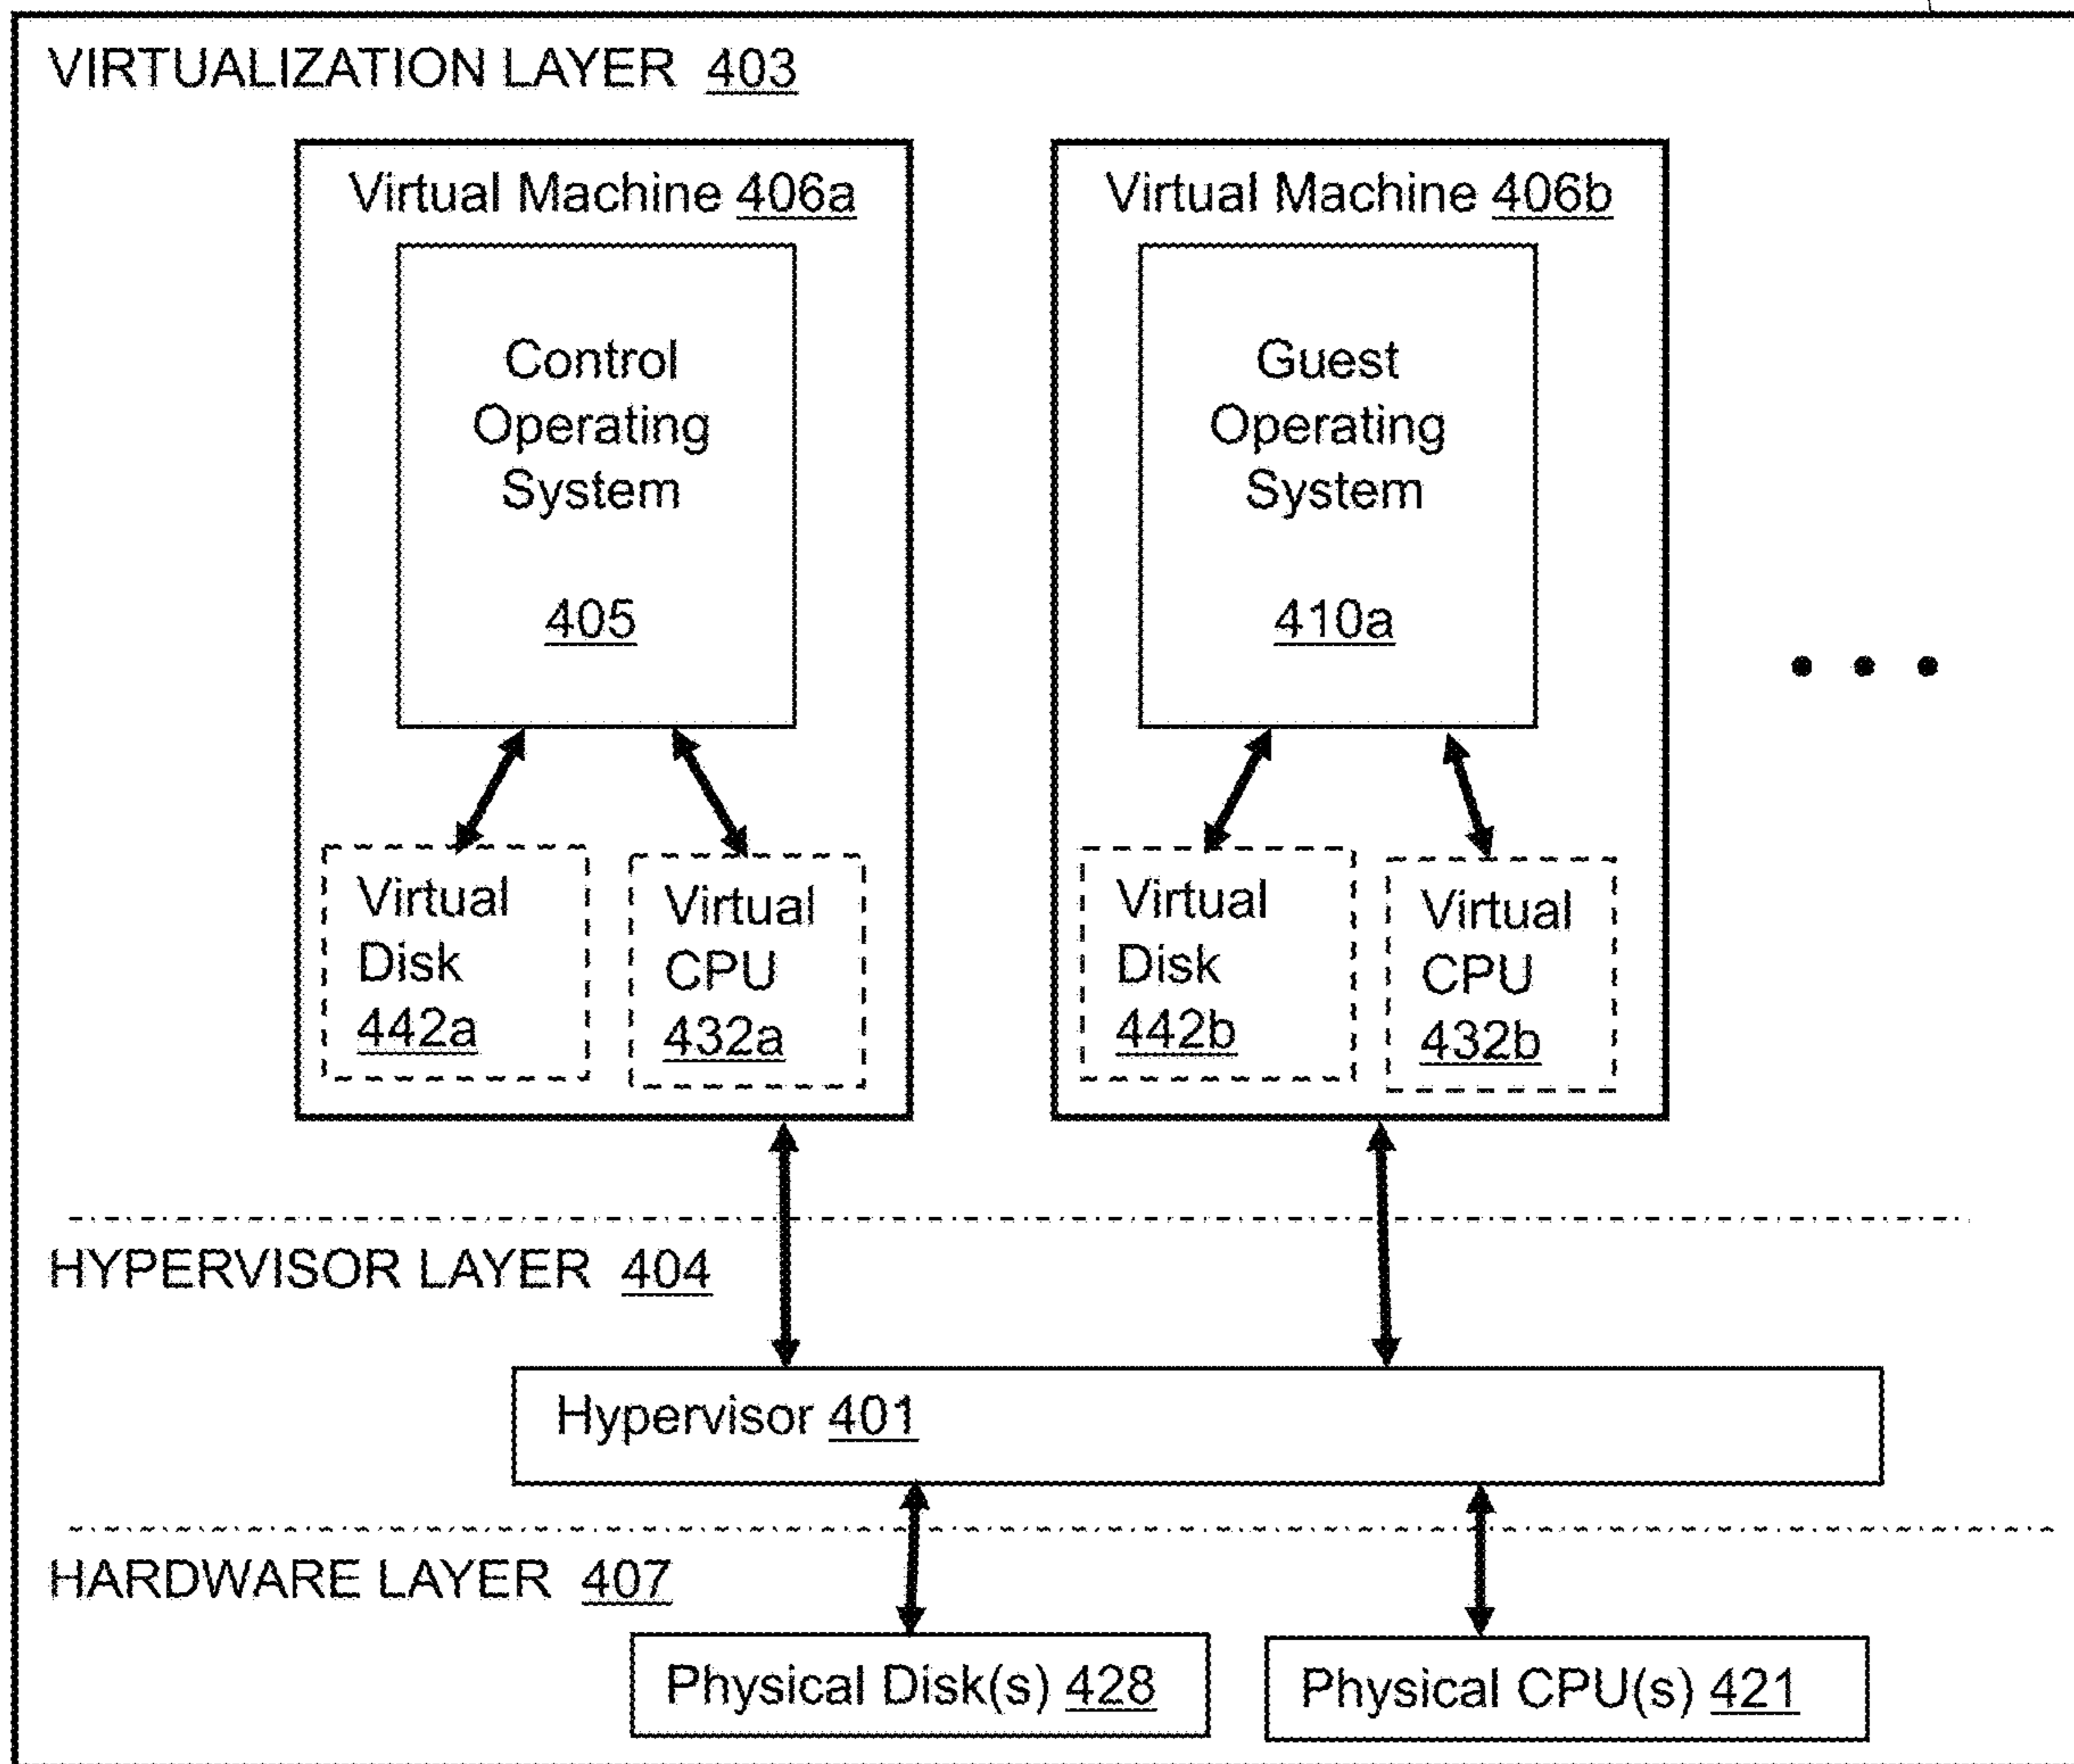 VIRTUALIZATION LAYER 403
Virtual Machine 406a
Control
Operating
System
405
Virtual
Disk
442a
Virtual
CPU
432a
Virtual Machine 406b
Guest
Operating
System
410a
Virtual
Disk
442b
Virtual
CPU
432b
HYPERVISOR LAYER 404
Hypervisor 401
HARDWARE LAYER 407
Physical Disk(s) 428
Physical CPU(s) 421